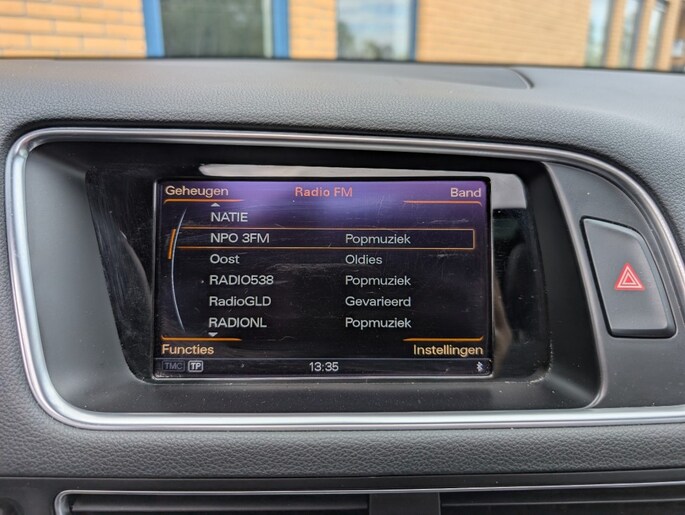 Geheugen Radio FM Band
NATIE
NPO 3FM Popmuziek
Oost Oldies
RADIO538 Popmuziek
RadioGLD Gevarieerd
RADIONL Popmuziek
Functies Instellingen
TMC TP 13:35